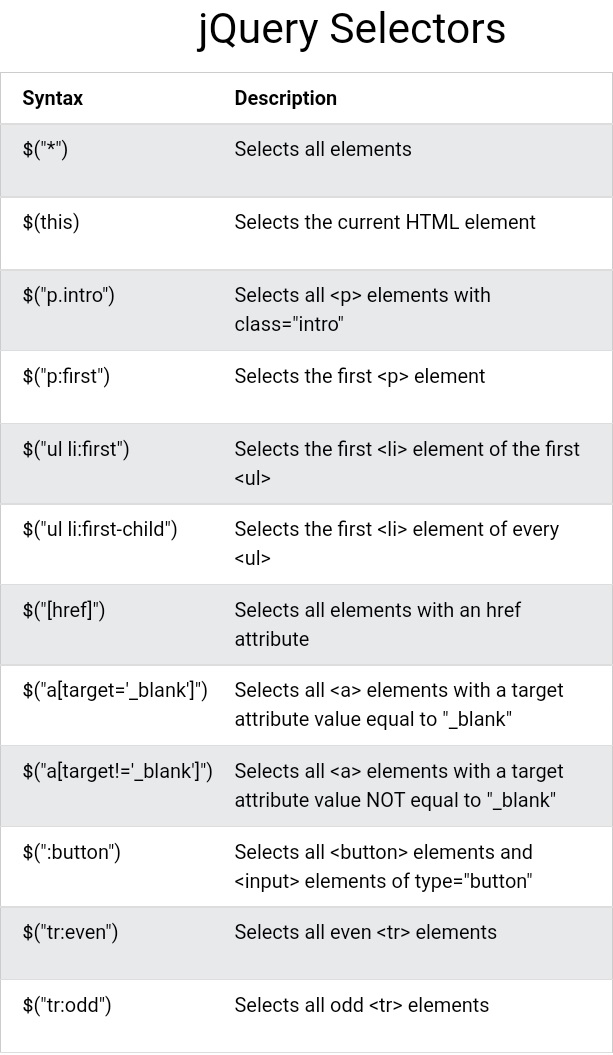 jQuery Selectors
Syntax Description
$("*") Selects all elements
$(this) Selects the current HTML element
$("p.intro") Selects all <p> elements with
class="intro"
$("p:first") Selects the first <p> element
$("ul li:first") Selects the first <li> element of the first
<ul>
$("ul li:first-child") Selects the first <li> element of every
<ul>
$("[href]") Selects all elements with an href
attribute
$("a[target='_blank']") Selects all <a> elements with a target
attribute value equal to "_blank"
$("a[target!='_blank']") Selects all <a> elements with a target
attribute value NOT equal to "_blank"
$(":button") Selects all <button> elements and
<input> elements of type="button"
$("tr:even") Selects all even <tr> elements
$("tr:odd") Selects all odd <tr> elements